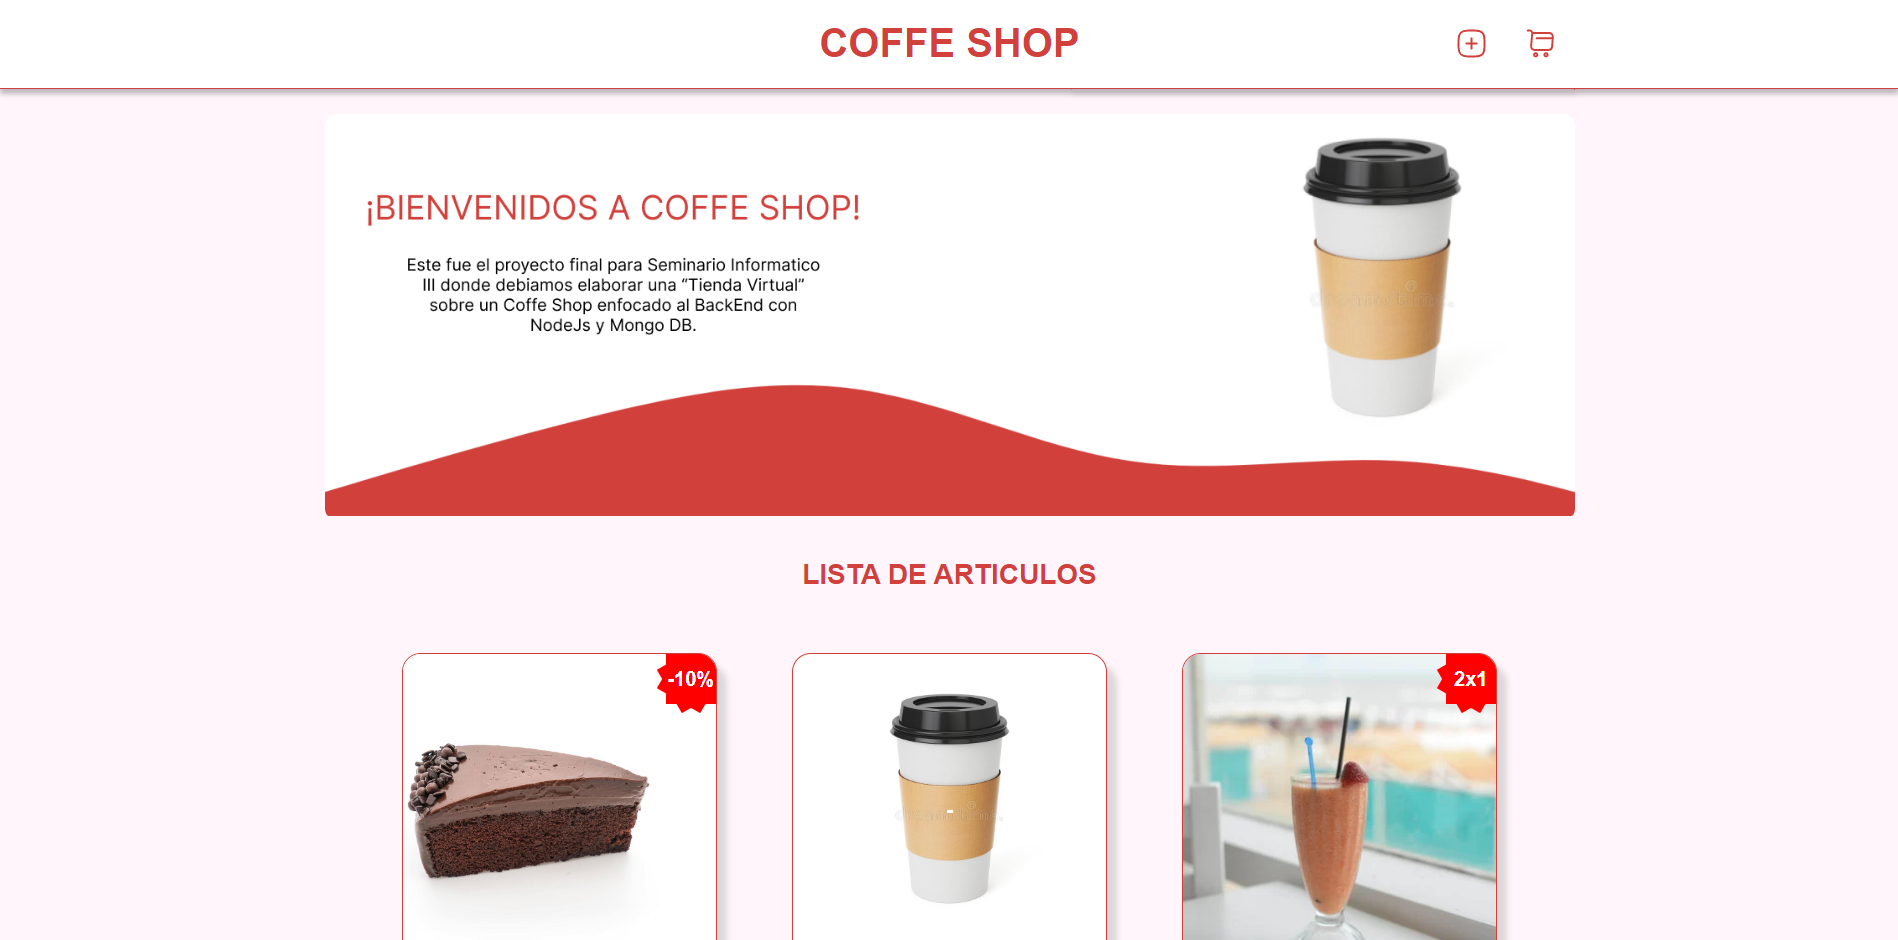 COFFE SHOP
¡BIENVENIDOS A COFFE SHOP!
Este fue el proyecto final para Seminario Informatico
III donde debiamos elaborar una “Tienda Virtual”
sobre un Coffe Shop enfocado al BackEnd con
NodeJs y Mongo DB.
LISTA DE ARTICULOS
-10%
2x1